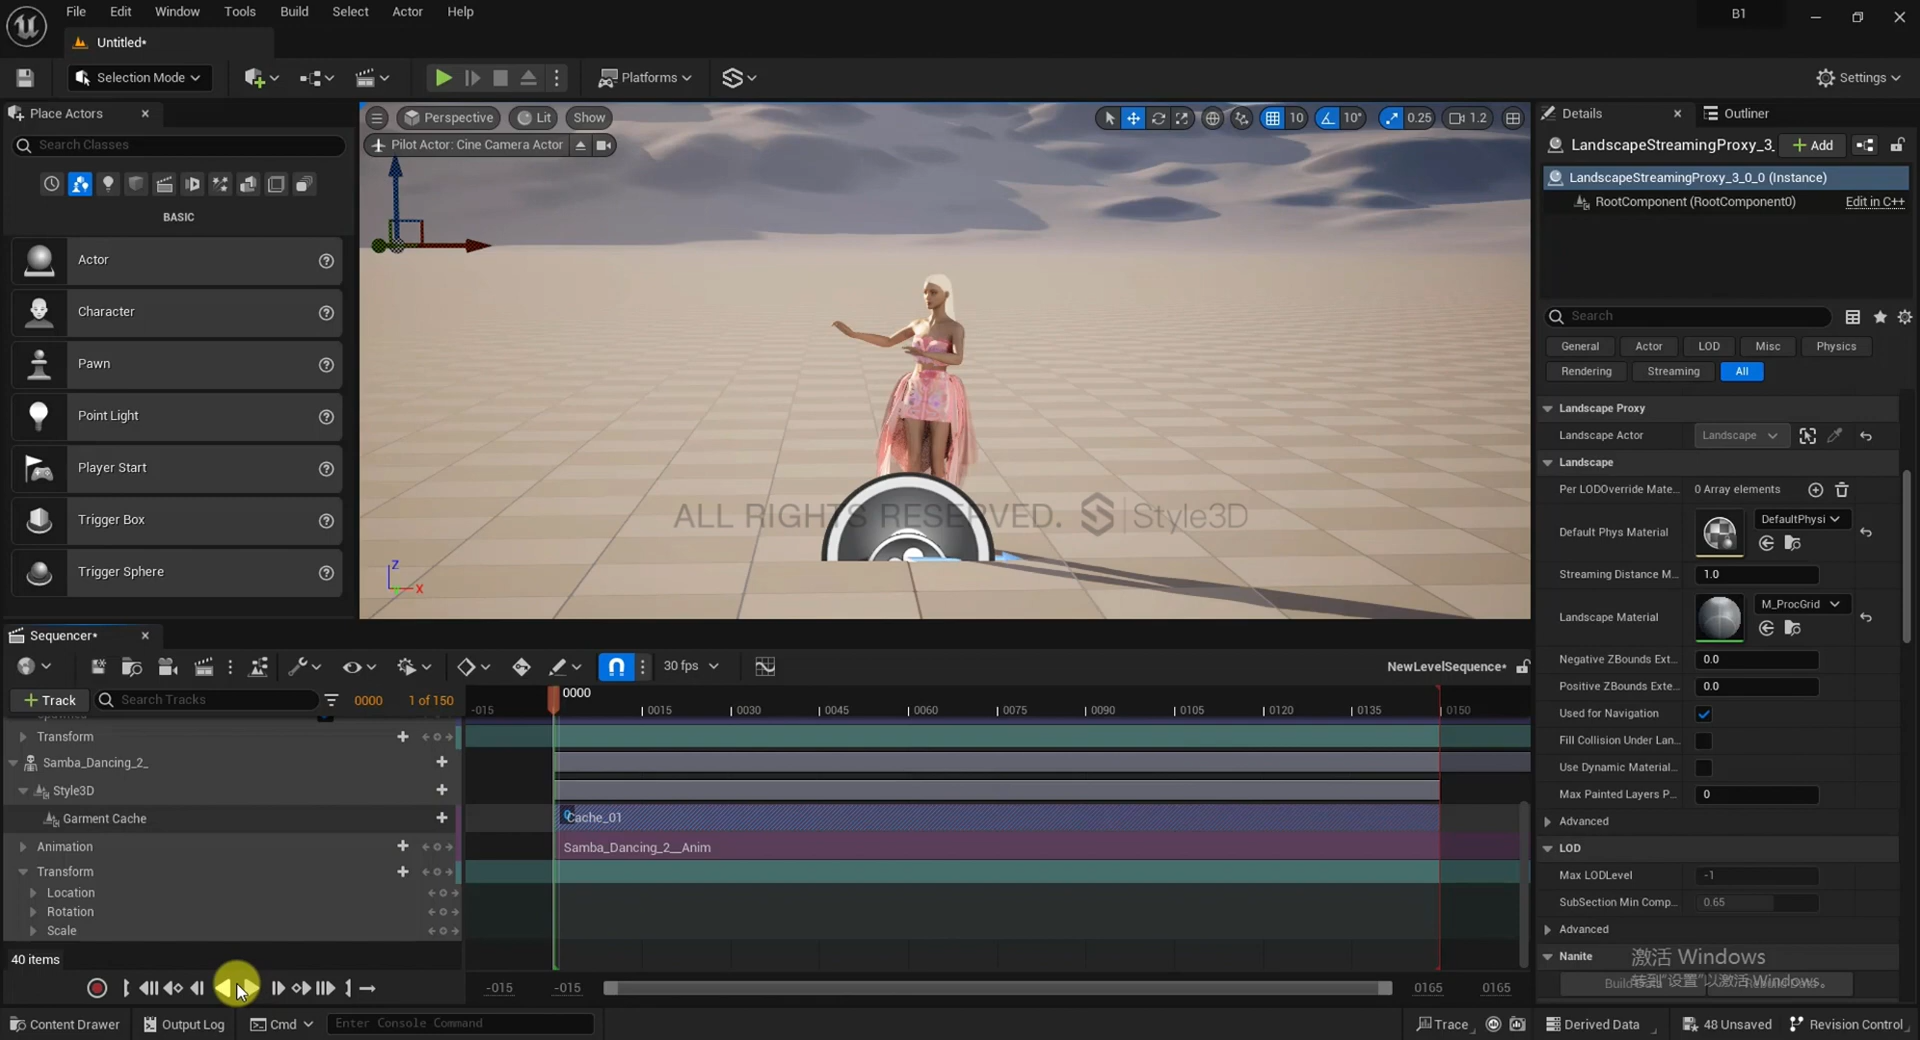 File Edit Window Tools Build Select Actor Help
B1
Untitled*
Selection Mode
Platforms
Settings
Place Actors
Search Classes
BASIC
Actor
Character
Pawn
Point Light
Player Start
Trigger Box
Trigger Sphere
Perspective Lit Show
10 10° 0.25 1.2
Pilot Actor: Cine Camera Actor
ALL RIGHTS RESERVED. Style3D
Z
X
Details Outliner
LandscapeStreamingProxy_3_ Add
LandscapeStreamingProxy_3_0_0 (Instance)
RootComponent (RootComponent0) Edit in C++
Search
General Actor LOD Misc Physics
Rendering Streaming All
Landscape Proxy
Landscape Actor Landscape
Landscape
Per LODOverride Mate... 0 Array elements
DefaultPhysi
Default Phys Material
Streaming Distance M... 1.0
M_ProcGrid
Landscape Material
Negative ZBounds Ext... 0.0
Positive ZBounds Exte... 0.0
Used for Navigation
Fill Collision Under Lan...
Use Dynamic Material...
Max Painted Layers P... 0
Advanced
LOD
Max LODLevel -1
SubSection Min Comp... 0.65
Advanced
Nanite
激活 Windows
转到"设置"以激活 Windows。
Sequencer*
30 fps
NewLevelSequence*
+ Track Search Tracks 0000 1 of 150
0000
-015 0015 0030 0045 0060 0075 0090 0105 0120 0135 0150
Spawned
Transform
Samba_Dancing_2_
Style3D
Garment Cache
Cache_01
Animation
Samba_Dancing_2__Anim
Transform
Location
Rotation
Scale
40 items
-015 -015 0165 0165
Content Drawer Output Log Cmd Enter Console Command
Trace Derived Data 48 Unsaved Revision Control